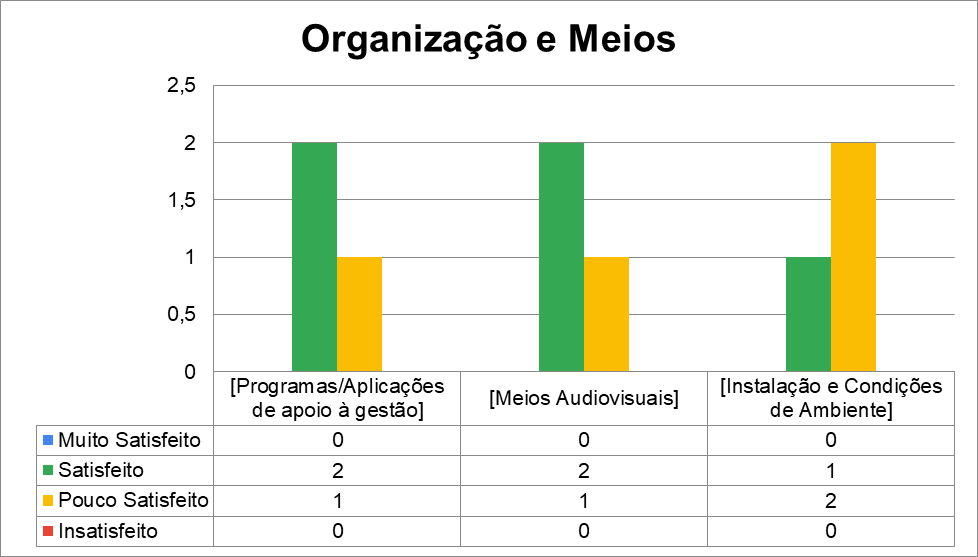 Organização e Meios
2,5
2
1,5
1
0,5
0
[Programas/Aplicações
de apoio à gestão]
[Meios Audiovisuais]
[Instalação e Condições
de Ambiente]
Muito Satisfeito 0 0 0
Satisfeito 2 2 1
Pouco Satisfeito 1 1 2
Insatisfeito 0 0 0